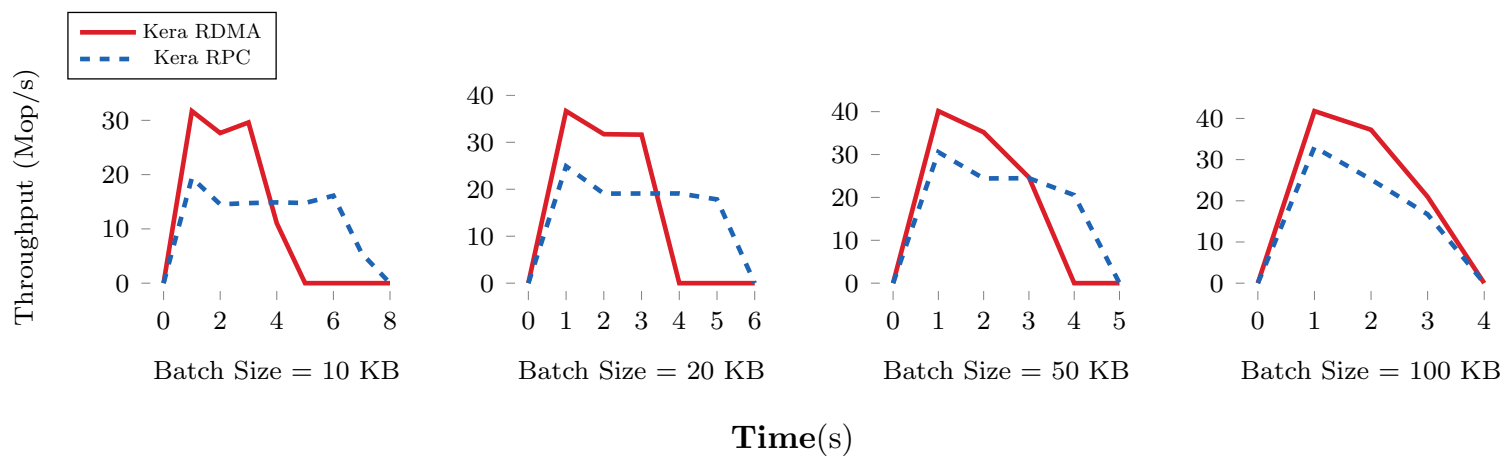 Kera RDMA
Kera RPC
Throughput (Mop/s)
30
20
10
0
0 2 4 6 8
Batch Size = 10 KB
40
30
20
10
0
0 1 2 3 4 5 6
Batch Size = 20 KB
40
30
20
10
0
0 1 2 3 4 5
Batch Size = 50 KB
40
30
20
10
0
0 1 2 3 4
Batch Size = 100 KB
Time(s)